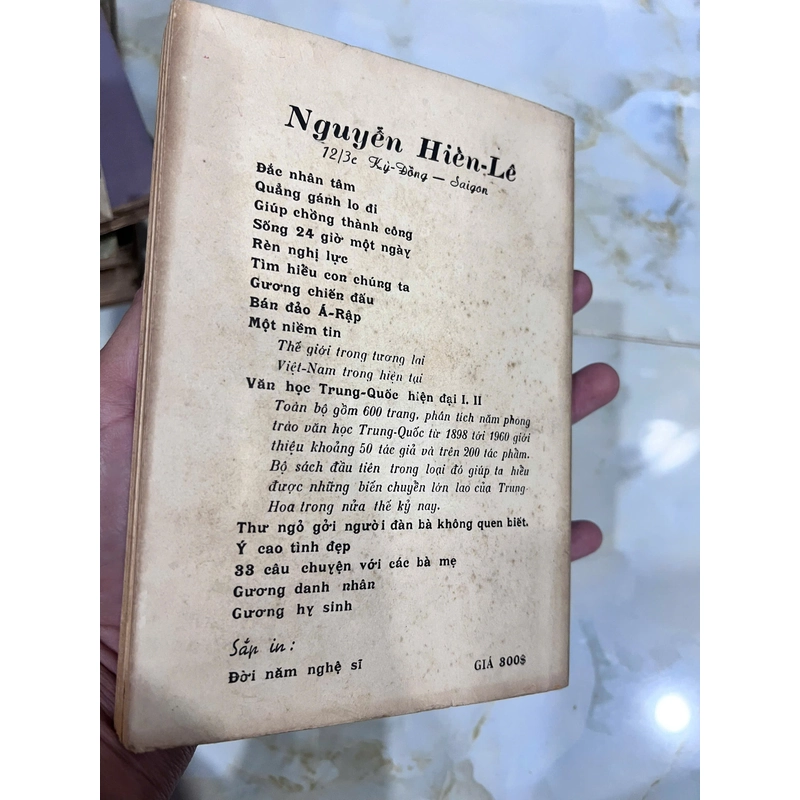 Nguyễn Hiến-Lê
12/3c Kỳ-Đồng — Saigon
Đắc nhân tâm
Quẳng gánh lo đi
Giúp chồng thành công
Sống 24 giờ một ngày
Rèn nghị lực
Tìm hiểu con chúng ta
Gương chiến đấu
Bán đảo Á-Rập
Một niềm tin
Thế giới trong tương lai
Việt-Nam trong hiện tại
Văn học Trung-Quốc hiện đại I. II
Toàn bộ gồm 600 trang, phân tích năm phong
trào văn học Trung-Quốc từ 1898 tới 1960 giới
thiệu khoảng 50 tác giả và trên 200 tác phẩm.
Bộ sách đầu tiên trong loại đó giúp ta hiểu
được những biến chuyển lớn lao của Trung-
Hoa trong nửa thế kỷ nay.
Thư ngỏ gởi người đàn bà không quen biết.
Ý cao tình đẹp
33 câu chuyện với các bà mẹ
Gương danh nhân
Gương hy sinh
Sắp in :
Đời năm nghệ sĩ
GIÁ 300$